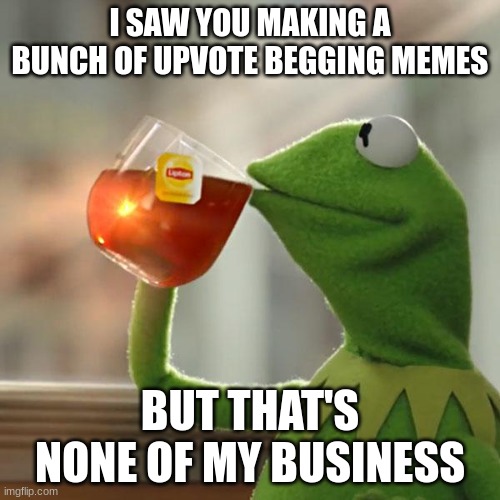 I SAW YOU MAKING A
BUNCH OF UPVOTE BEGGING MEMES
Lipton
BUT THAT'S
NONE OF MY BUSINESS
imgflip.com